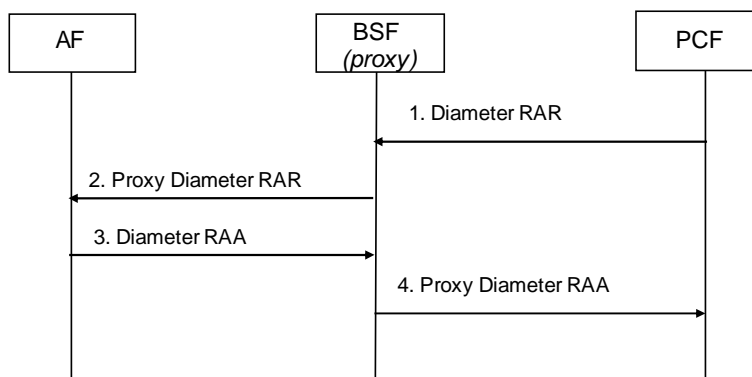 AF
BSF
(proxy)
PCF
1. Diameter RAR
2. Proxy Diameter RAR
3. Diameter RAA
4. Proxy Diameter RAA